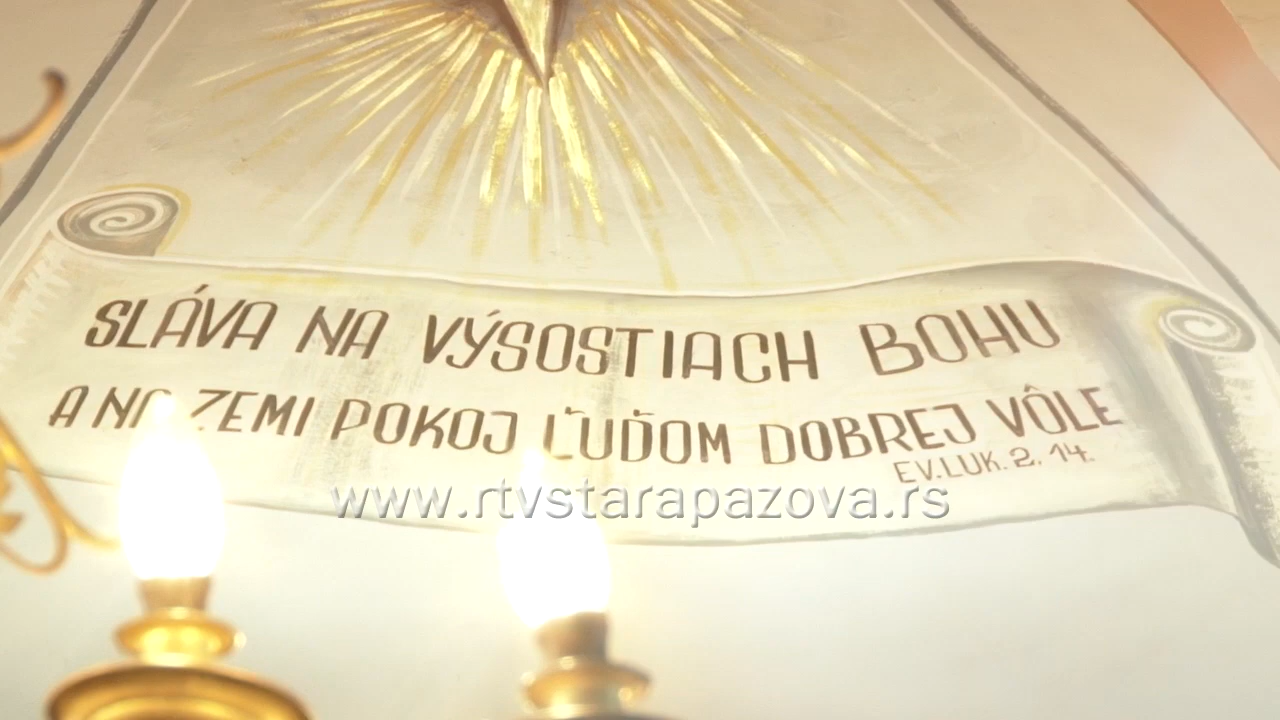 SLÁVA NA VÝSOSTIACH BOHU
A NA ZEMI POKOJ ĽUĎOM DOBREJ VÔLE
EV. LUK. 2. 14.
www.rtvstarapazova.rs